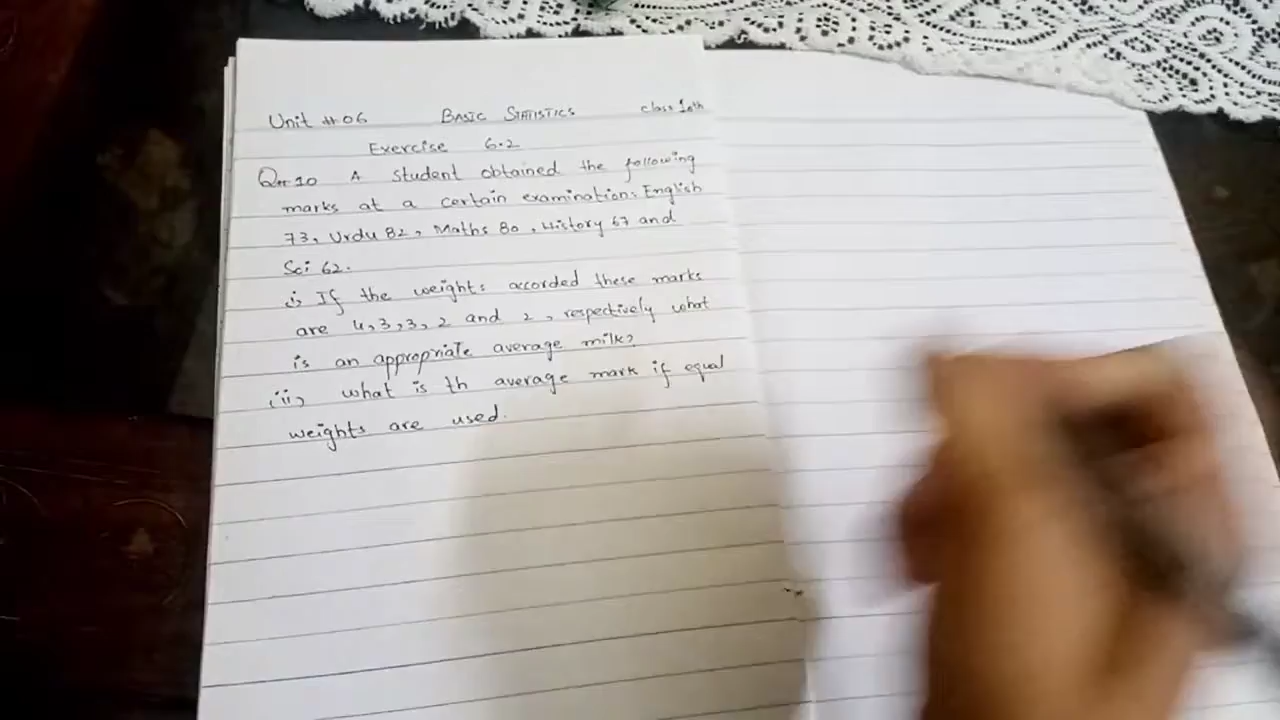 Unit # 06 BASIC STATISTICS class 10th
Exercise 6.2
Q# 10 A student obtained the following
marks at a certain examination: English
73, Urdu 82, Maths 80, History 67 and
Sci 62.
i) If the weights accorded these marks
are 4,3,3,2 and 2, respectively what
is an appropriate average milk?
(ii) what is th average mark if equal
weights are used.